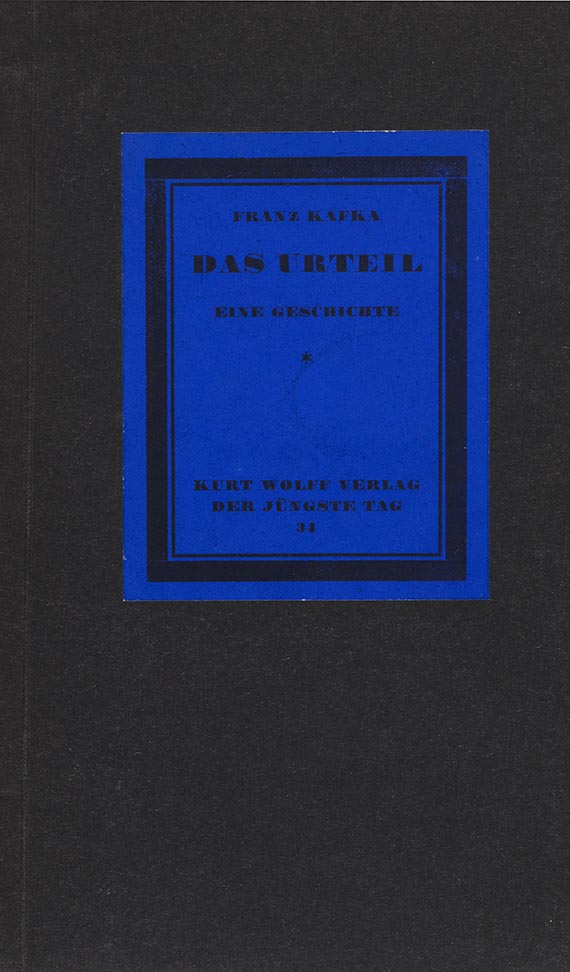 FRANZ KAFKA
DAS URTEIL
EINE GESCHICHTE
*
KURT WOLFF VERLAG
DER JÜNGSTE TAG
34